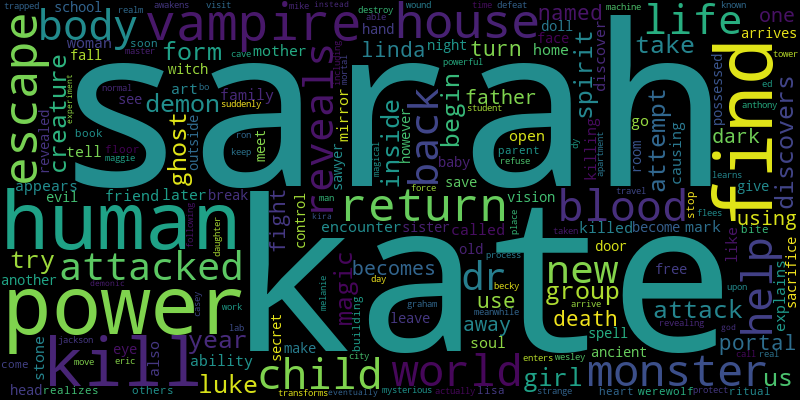 trapped awakens realm visit mike instead destroy able wound time defeat machine known
body school vampire house named life one
woman soon hand doll face tower arrives
escape fall form mother linda night turn home take find
witch sarah spirit discover possessed
creature demon see art bo family mirror however father attempt go discovers
revealed experiment normal master suddenly cave including mortal powerful student dy apartment ed anthony
ghost outside reveals inside back begin open killing room causing dark
book ron keep meet sawyer baby parent refuse learns
tell maggie floor magical save give
appears friend later break fight man force vision travel stop flees using
evil control kira return place blood bite like
human daughter following encounter sister called killed become mark upon
try attacked magic old process door help sacrifice
another demonic kate dr new explains
power becomes day group free attack portal
casey work secret melanie building use away becky arrive death revealing
stone year leave graham meanwhile soul spell ancient god
kill jackson also lab make city wesley call real
come move eye eric ability enters monster us
head realizes others luke child world girl
transforms eventually mysterious actually lisa strange heart werewolf protect ritual